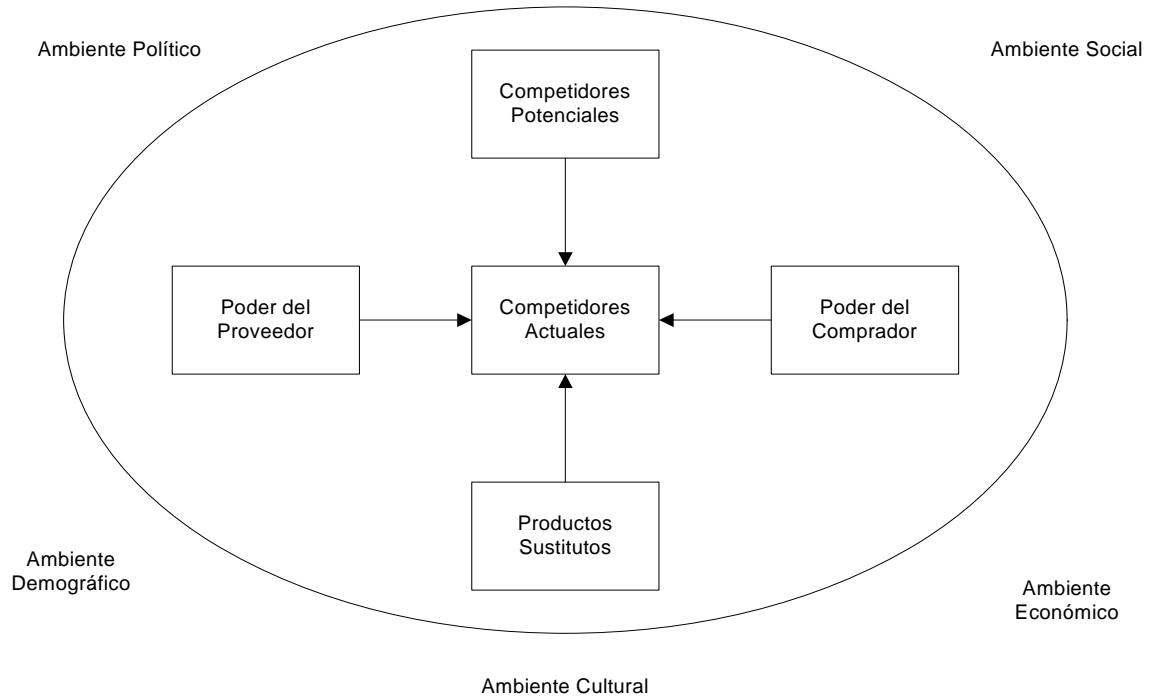 Ambiente Político
Ambiente Social
Competidores
Potenciales
Poder del
Proveedor
Competidores
Actuales
Poder del
Comprador
Productos
Sustitutos
Ambiente
Demográfico
Ambiente
Económico
Ambiente Cultural